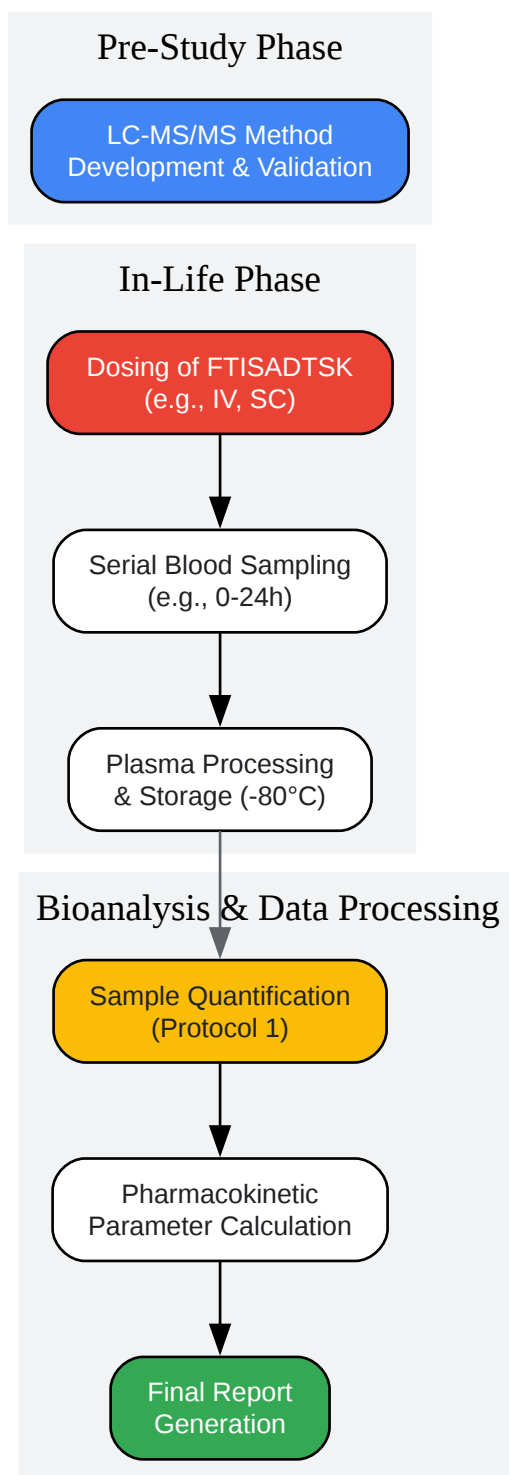 Pre-Study Phase
LC-MS/MS Method
Development & Validation
In-Life Phase
Dosing of FTISADTSK
(e.g., IV, SC)
Serial Blood Sampling
(e.g., 0-24h)
Plasma Processing
& Storage (-80°C)
Bioanalysis & Data Processing
Sample Quantification
(Protocol 1)
Pharmacokinetic
Parameter Calculation
Final Report
Generation